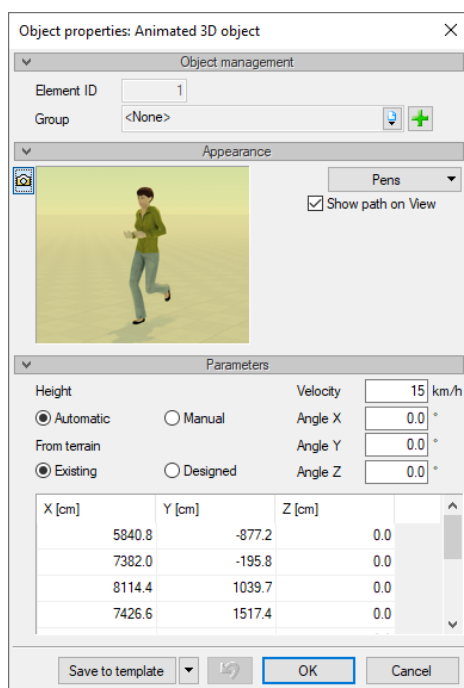 Object properties: Animated 3D object
Object management
Element ID 1
Group <None>
Appearance
Pens
Show path on View
Parameters
Height Velocity 15 km/h
Automatic Manual Angle X 0.0 °
From terrain Angle Y 0.0 °
Existing Designed Angle Z 0.0 °
X [cm] Y [cm] Z [cm]
5840.8 -877.2 0.0
7382.0 -195.8 0.0
8114.4 1039.7 0.0
7426.6 1517.4 0.0
Save to template OK Cancel